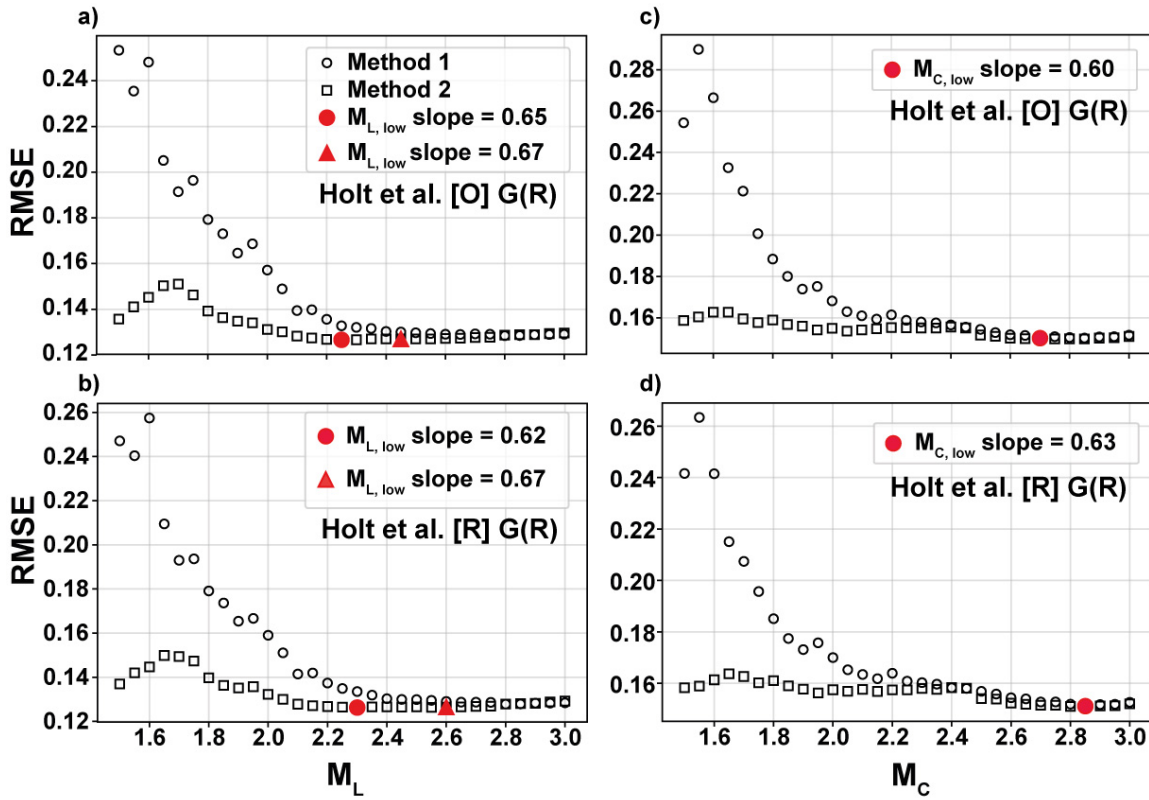 a)
RMSE
0.24
0.22
0.20
0.18
0.16
0.14
0.12
Method 1
Method 2
M_L, low slope = 0.65
M_L, low slope = 0.67
Holt et al. [O] G(R)
c)
0.28
0.26
0.24
0.22
0.20
0.18
0.16
M_C, low slope = 0.60
Holt et al. [O] G(R)
b)
RMSE
0.26
0.24
0.22
0.20
0.18
0.16
0.14
0.12
M_L, low slope = 0.62
M_L, low slope = 0.67
Holt et al. [R] G(R)
1.6 1.8 2.0 2.2 2.4 2.6 2.8 3.0
M_L
d)
0.26
0.24
0.22
0.20
0.18
0.16
M_C, low slope = 0.63
Holt et al. [R] G(R)
1.6 1.8 2.0 2.2 2.4 2.6 2.8 3.0
M_C